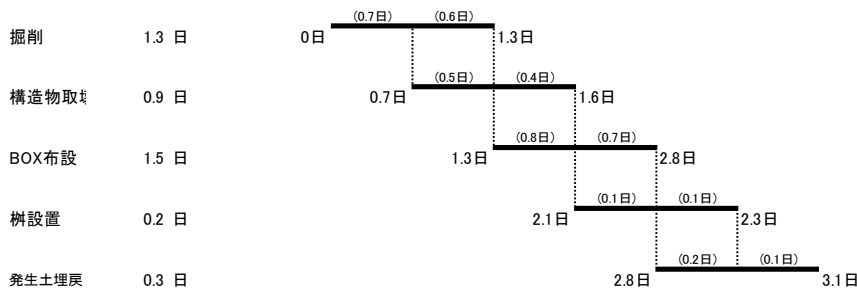 (0.7日) (0.6日)
掘削 1.3 日 0日 1.3日
(0.5日) (0.4日)
構造物取 0.9 日 0.7日 1.6日
(0.8日) (0.7日)
BOX布設 1.5 日 1.3日 2.8日
(0.1日) (0.1日)
桝設置 0.2 日 2.1日 2.3日
(0.2日) (0.1日)
発生土埋戻 0.3 日 2.8日 3.1日